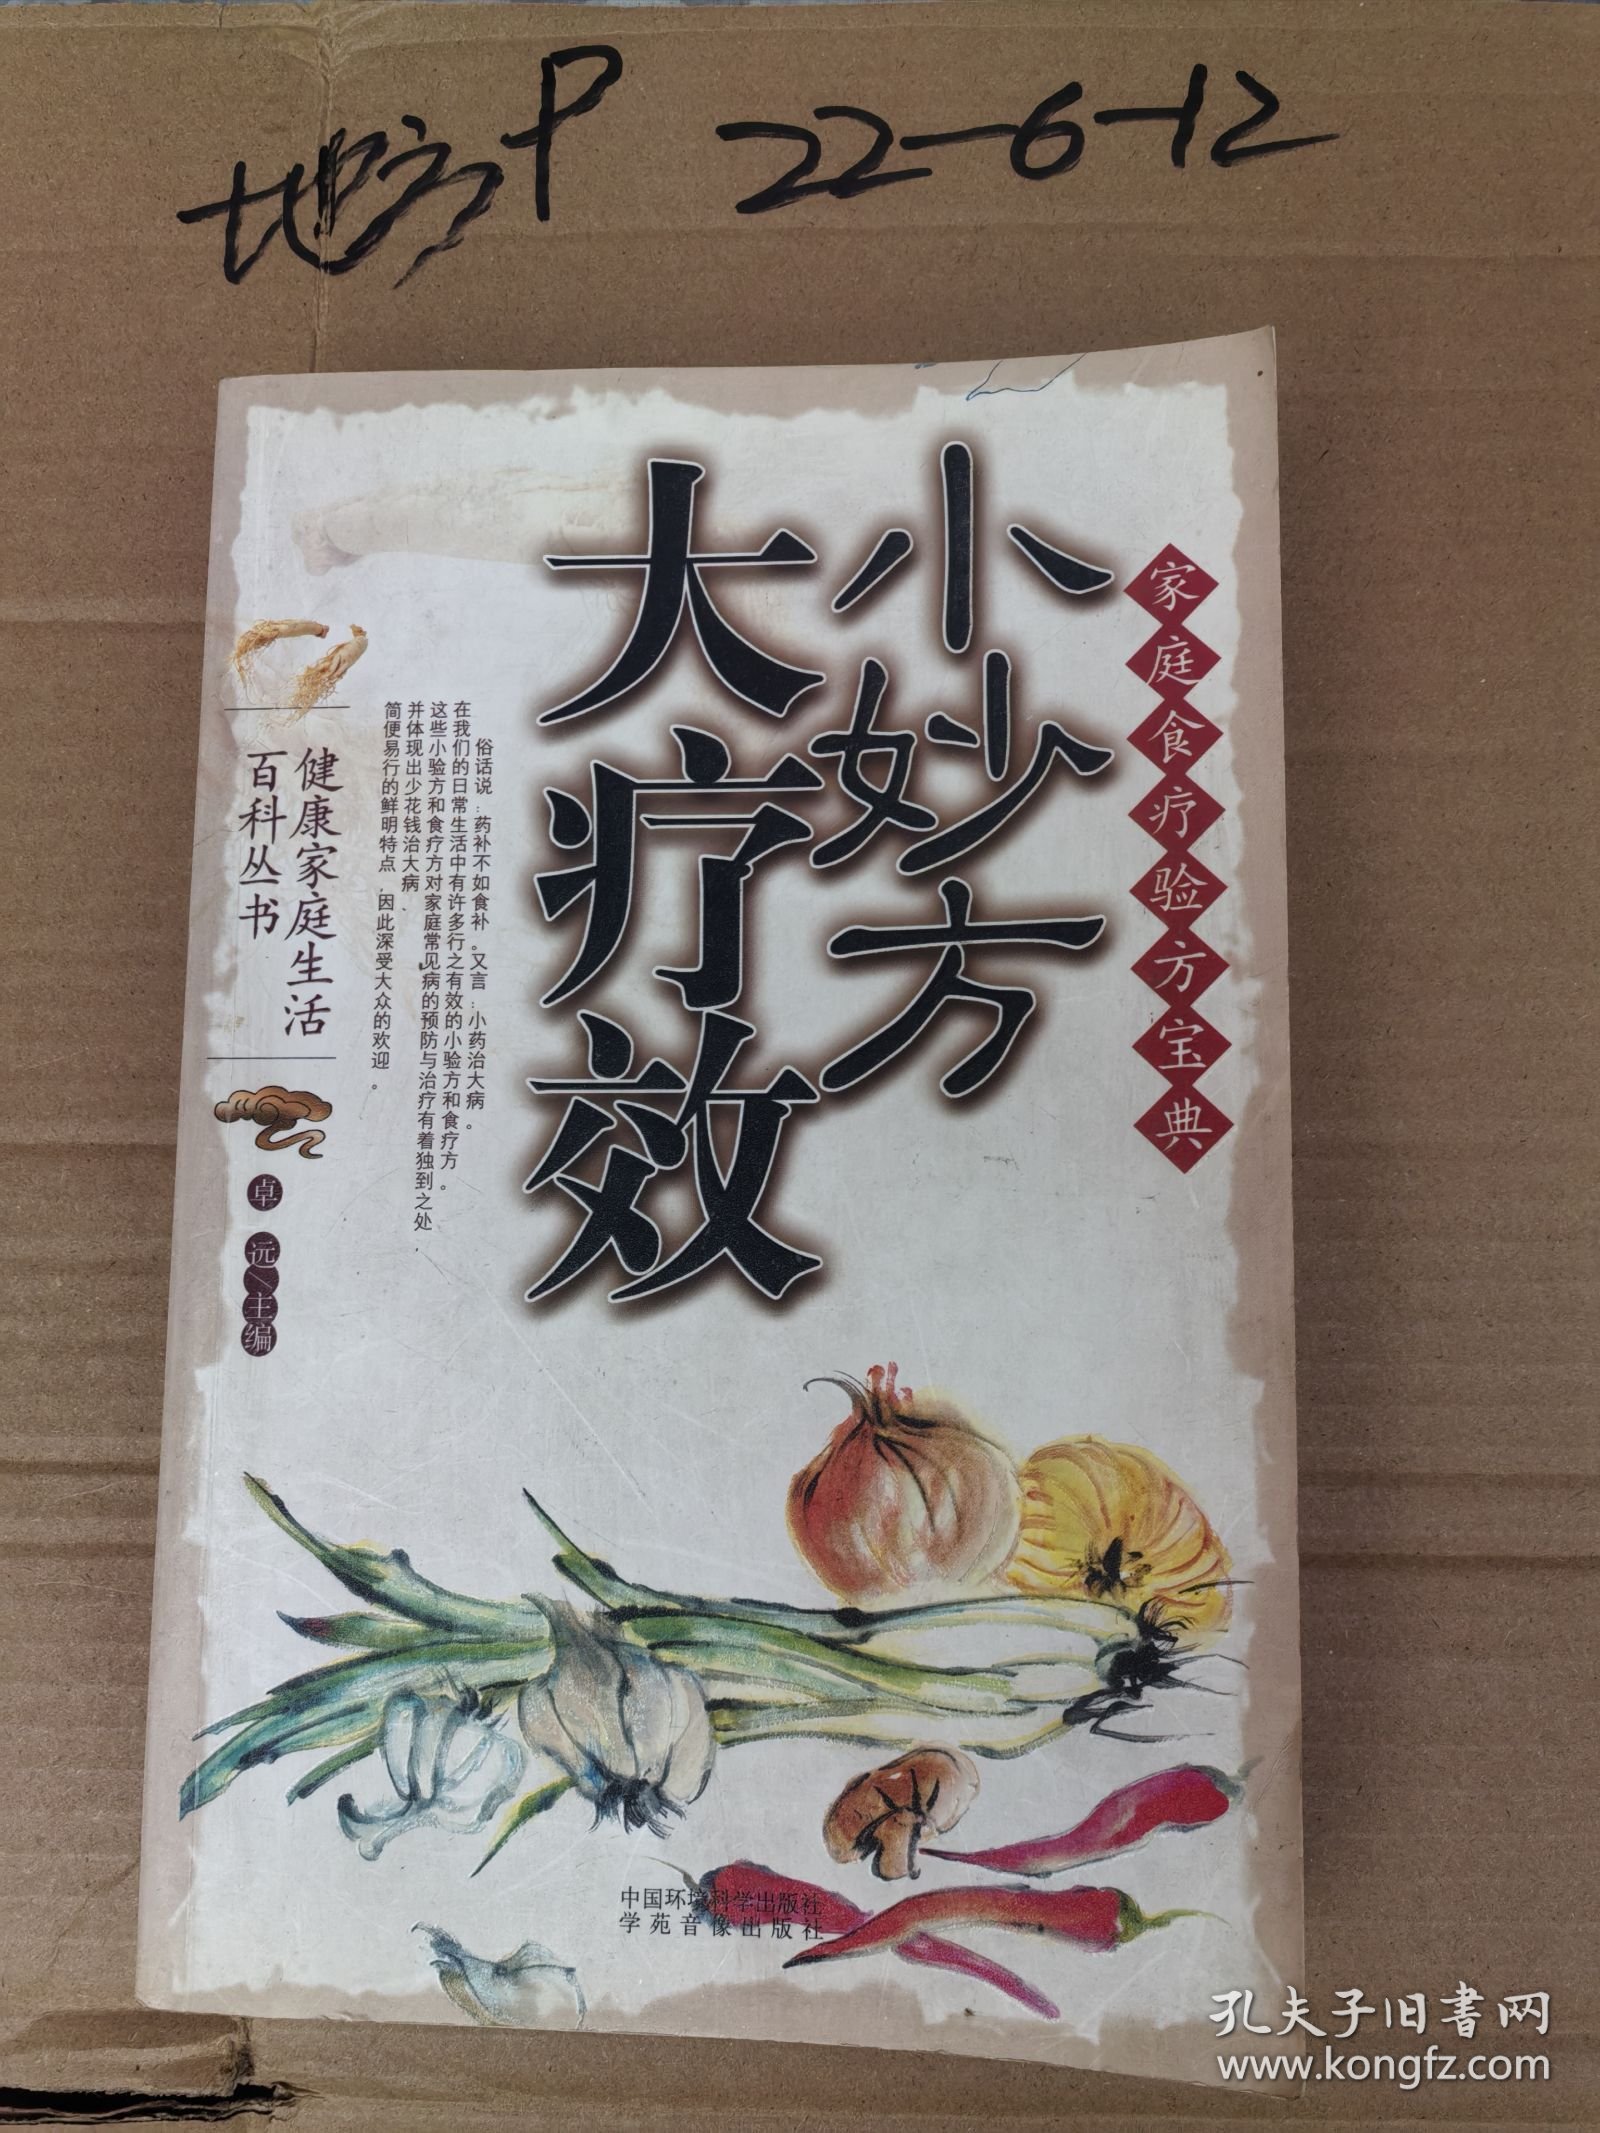 地方P 22-6-12
家庭食疗验方宝典
小妙方
大疗效
俗话说:药补不如食补。又言:小药治大病。
在我们的日常生活中有许多行之有效的小验方和食疗方。
这些小验方和食疗方对家庭常见病的预防与治疗有着独到之处,
并体现出少花钱治大病、
简便易行的鲜明特点,因此深受大众的欢迎。
健康家庭生活
百科丛书
卓 远/主编
中国环境科学出版社
学苑音像出版社
孔夫子旧书网
www.kongfz.com